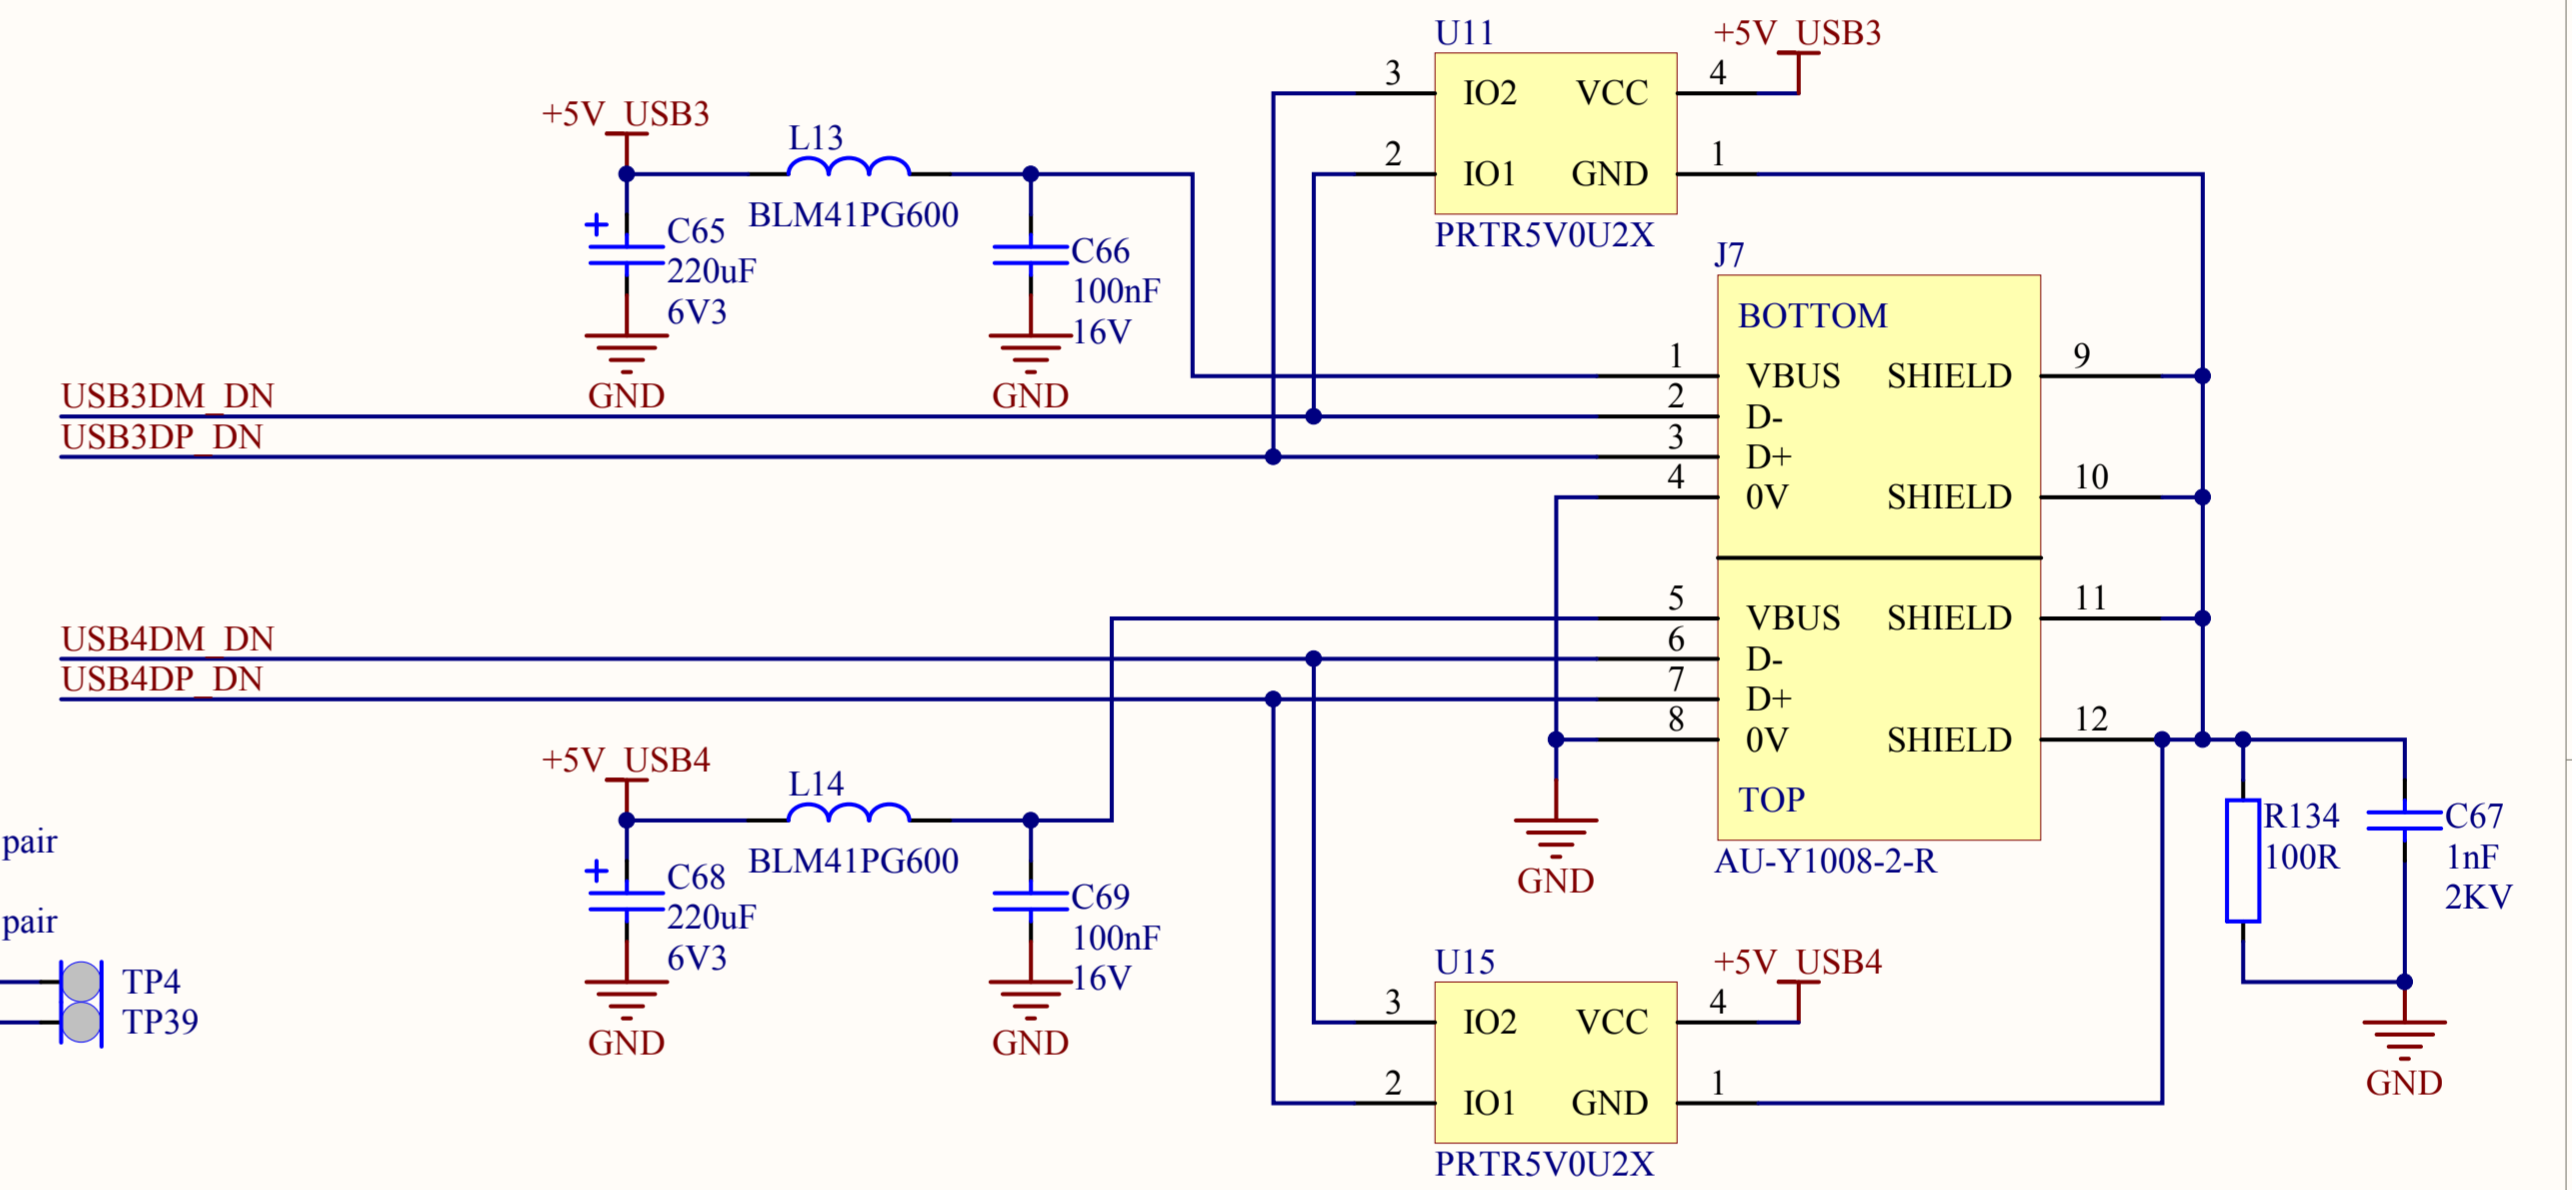 U11
+5V_USB3
3 IO2 VCC 4
2 IO1 GND 1
PRTR5V0U2X
+5V_USB3
L13
BLM41PG600
C65
220uF
6V3
GND
C66
100nF
16V
GND
J7
BOTTOM
1 VBUS SHIELD 9
2 D-
3 D+
4 0V SHIELD 10
5 VBUS SHIELD 11
6 D-
7 D+
8 0V SHIELD 12
TOP
AU-Y1008-2-R
USB3DM_DN
USB3DP_DN
USB4DM_DN
USB4DP_DN
GND
+5V_USB4
L14
BLM41PG600
C68
220uF
6V3
GND
C69
100nF
16V
GND
pair
pair
TP4
TP39
R134
100R
C67
1nF
2KV
GND
U15
+5V_USB4
3 IO2 VCC 4
2 IO1 GND 1
PRTR5V0U2X